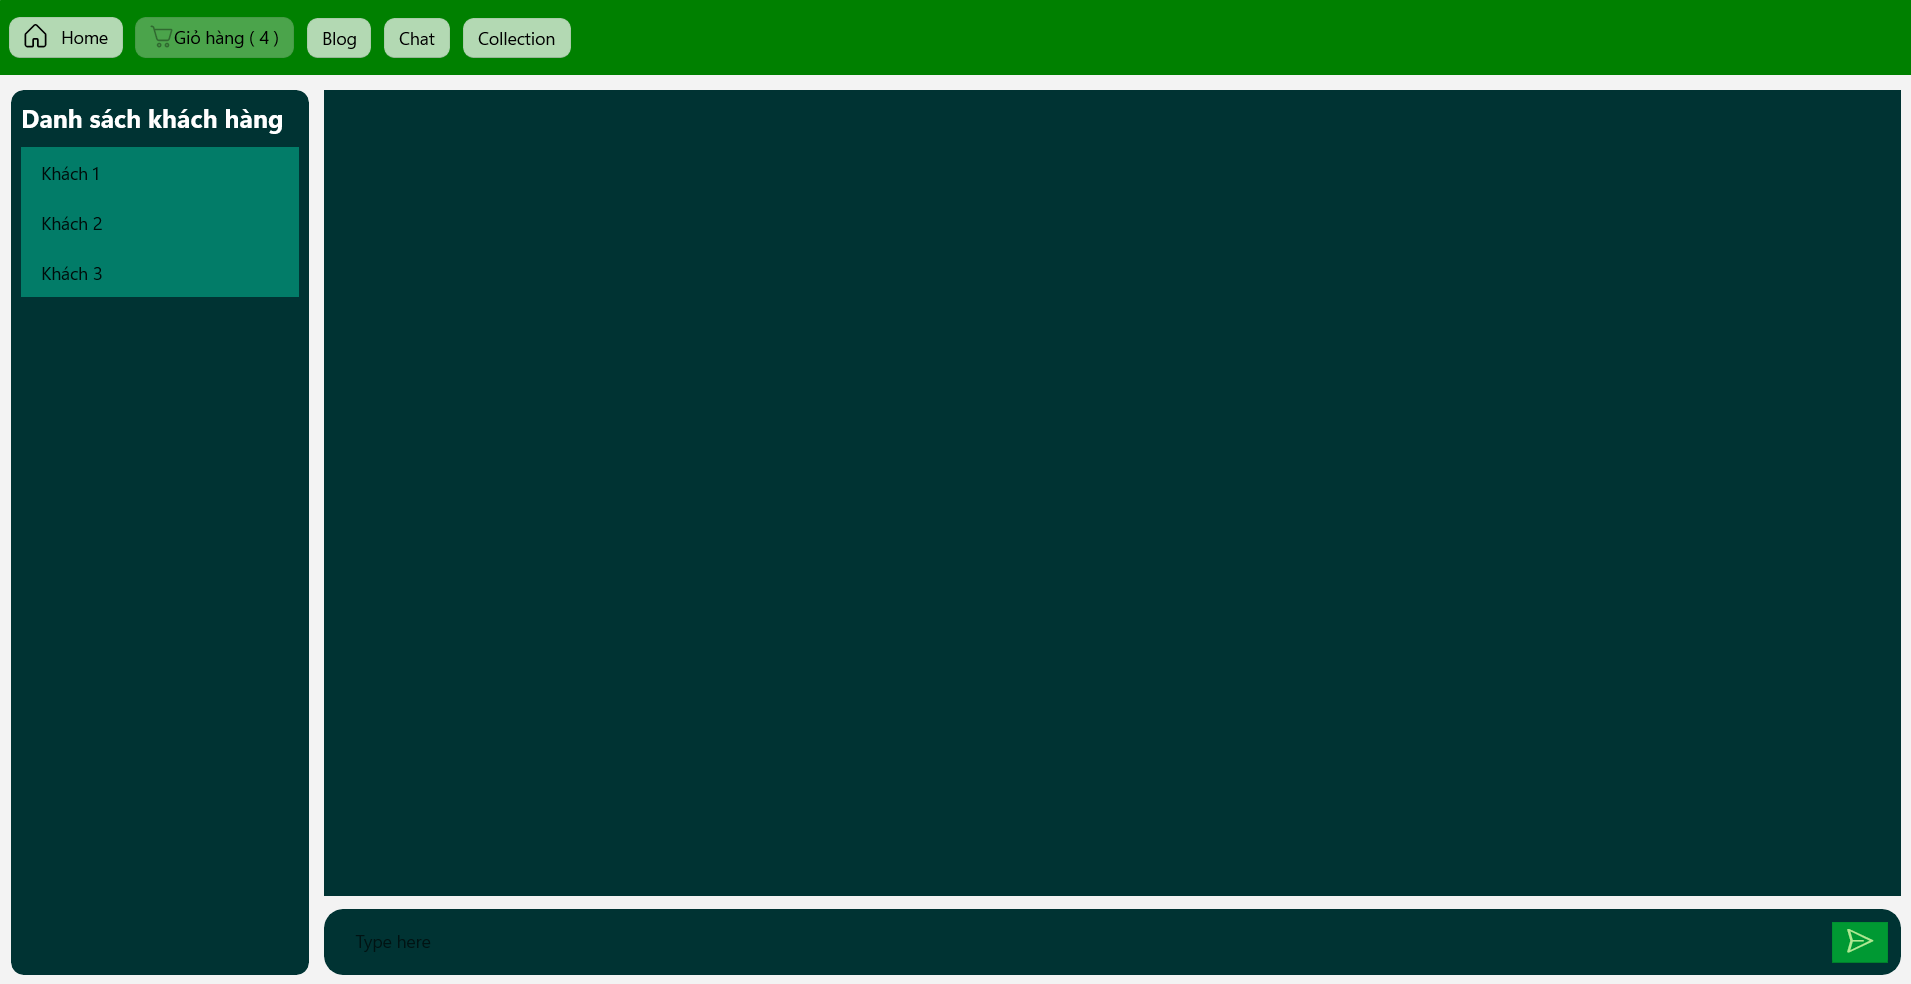 Home Giỏ hàng ( 4 ) Blog Chat Collection
Danh sách khách hàng
Khách 1
Khách 2
Khách 3
Type here